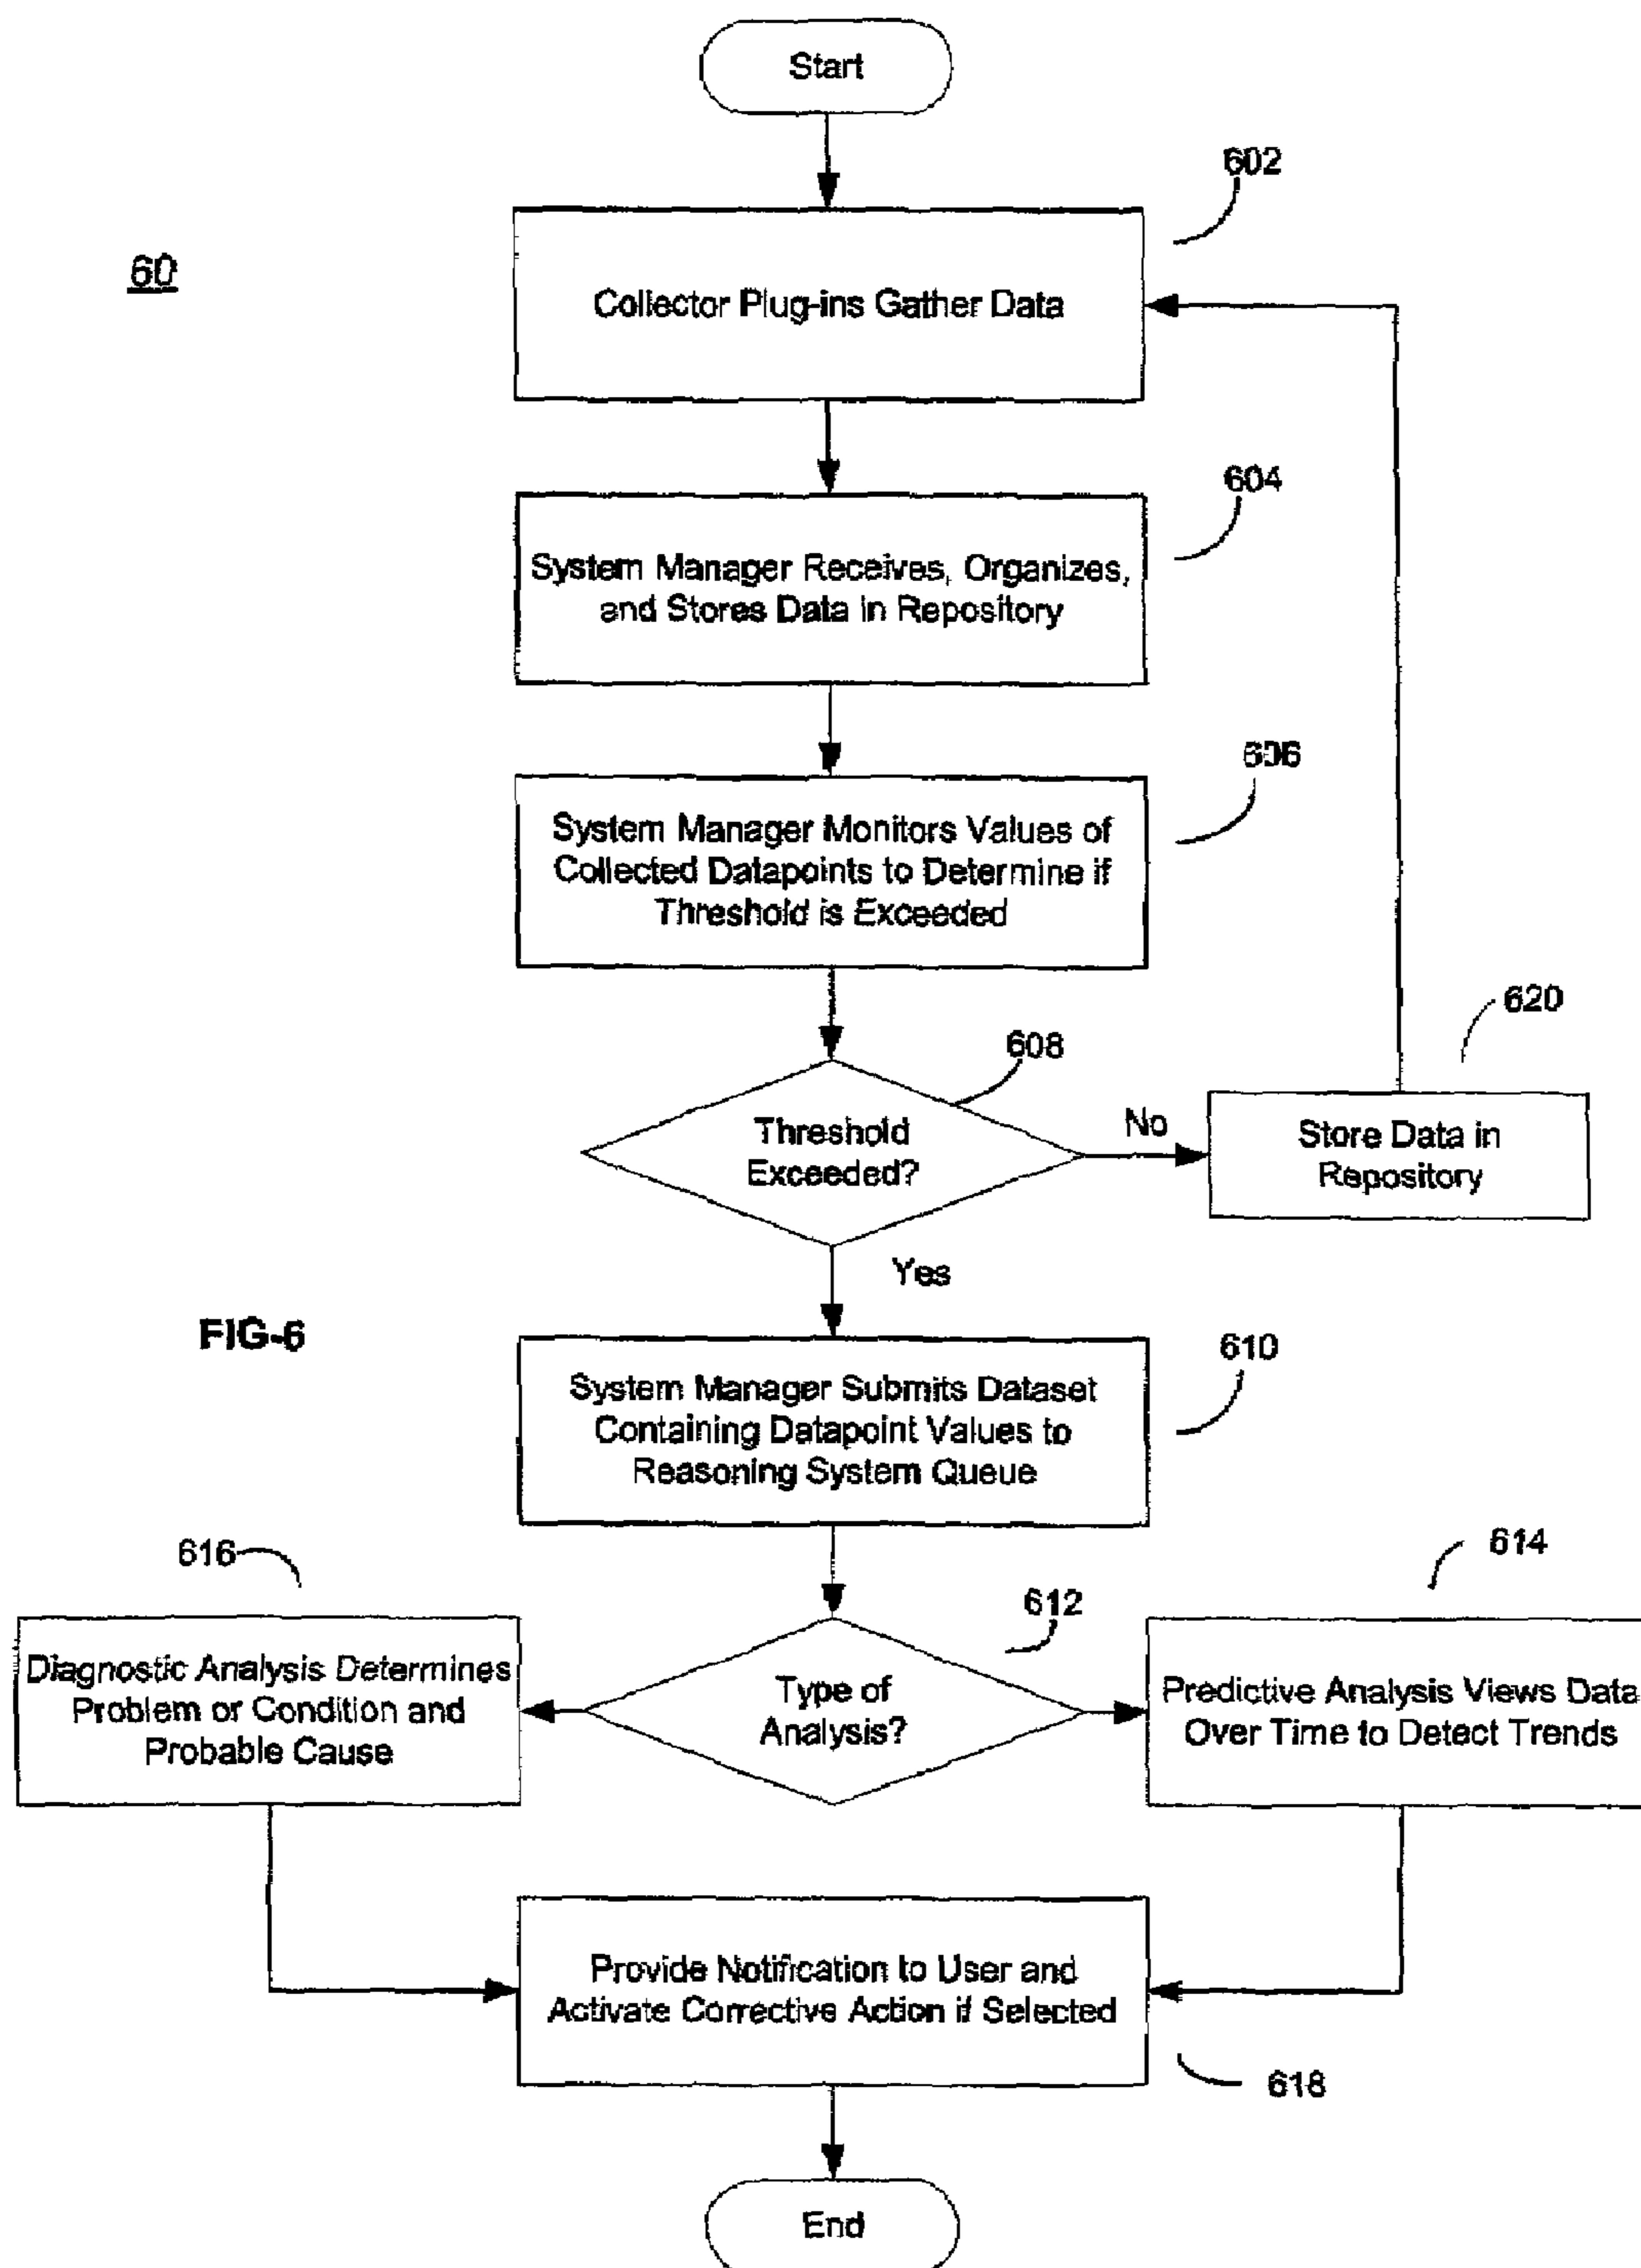 Start
602
60
Collector Plug-ins Gather Data
604
System Manager Receives, Organizes,
and Stores Data in Repository
606
System Manager Monitors Values of
Collected Datapoints to Determine if
Threshold is Exceeded
608
620
Threshold
Exceeded?
No
Store Data in
Repository
Yes
FIG-6
610
System Manager Submits Dataset
Containing Datapoint Values to
Reasoning System Queue
616
614
612
Diagnostic Analysis Determines
Problem or Condition and
Probable Cause
Type of
Analysis?
Predictive Analysis Views Data
Over Time to Detect Trends
Provide Notification to User and
Activate Corrective Action if Selected
618
End